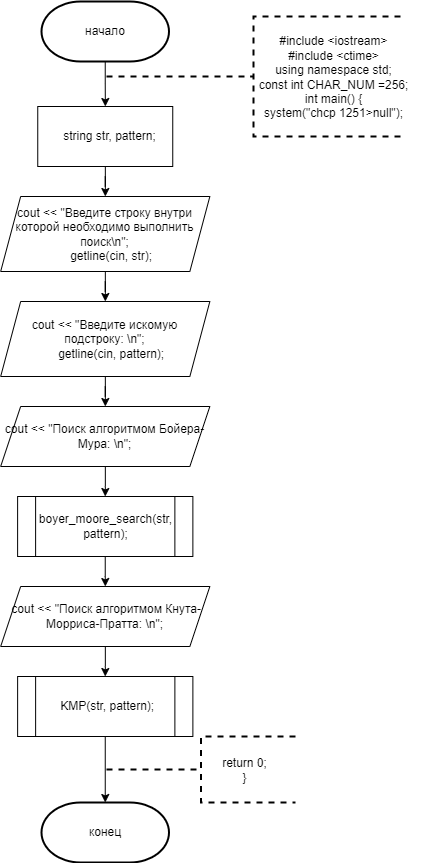 начало
#include <iostream>
#include <ctime>
using namespace std;
const int CHAR_NUM =256;
int main() {
system("chcp 1251>null");
string str, pattern;
cout << "Введите строку внутри
которой необходимо выполнить
поиск\n";
getline(cin, str);
cout << "Введите искомую
подстроку: \n";
getline(cin, pattern);
cout << "Поиск алгоритмом Бойера-
Мура: \n";
boyer_moore_search(str,
pattern);
cout << "Поиск алгоритмом Кнута-
Морриса-Пратта: \n";
KMP(str, pattern);
return 0;
}
конец